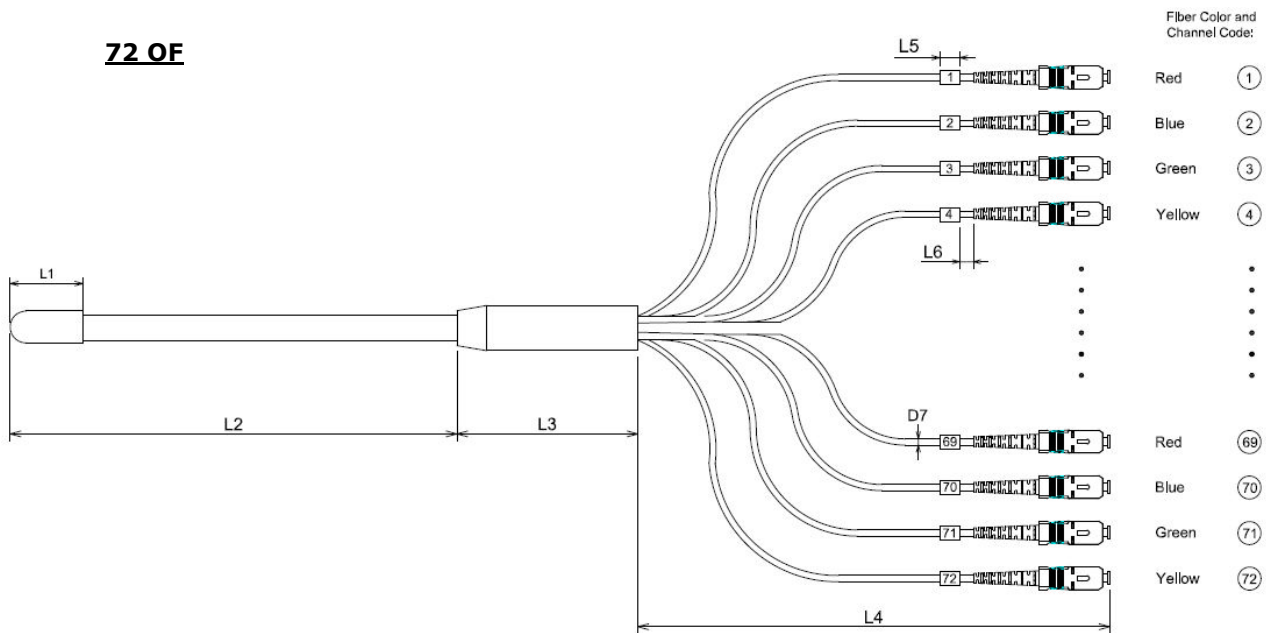 72 OF
Fiber Color and
Channel Code:
L5
1 Red 1
2 Blue 2
3 Green 3
4 Yellow 4
L6
L1
L2
L3
D7
69 Red 69
70 Blue 70
71 Green 71
72 Yellow 72
L4